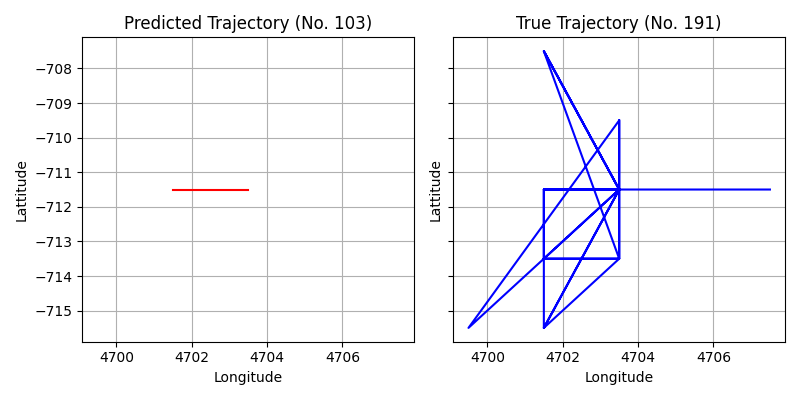 Predicted Trajectory (No. 103)
True Trajectory (No. 191)
Lattitude
−708
−709
−710
−711
−712
−713
−714
−715
4700
4702
4704
4706
Longitude
Lattitude
4700
4702
4704
4706
Longitude